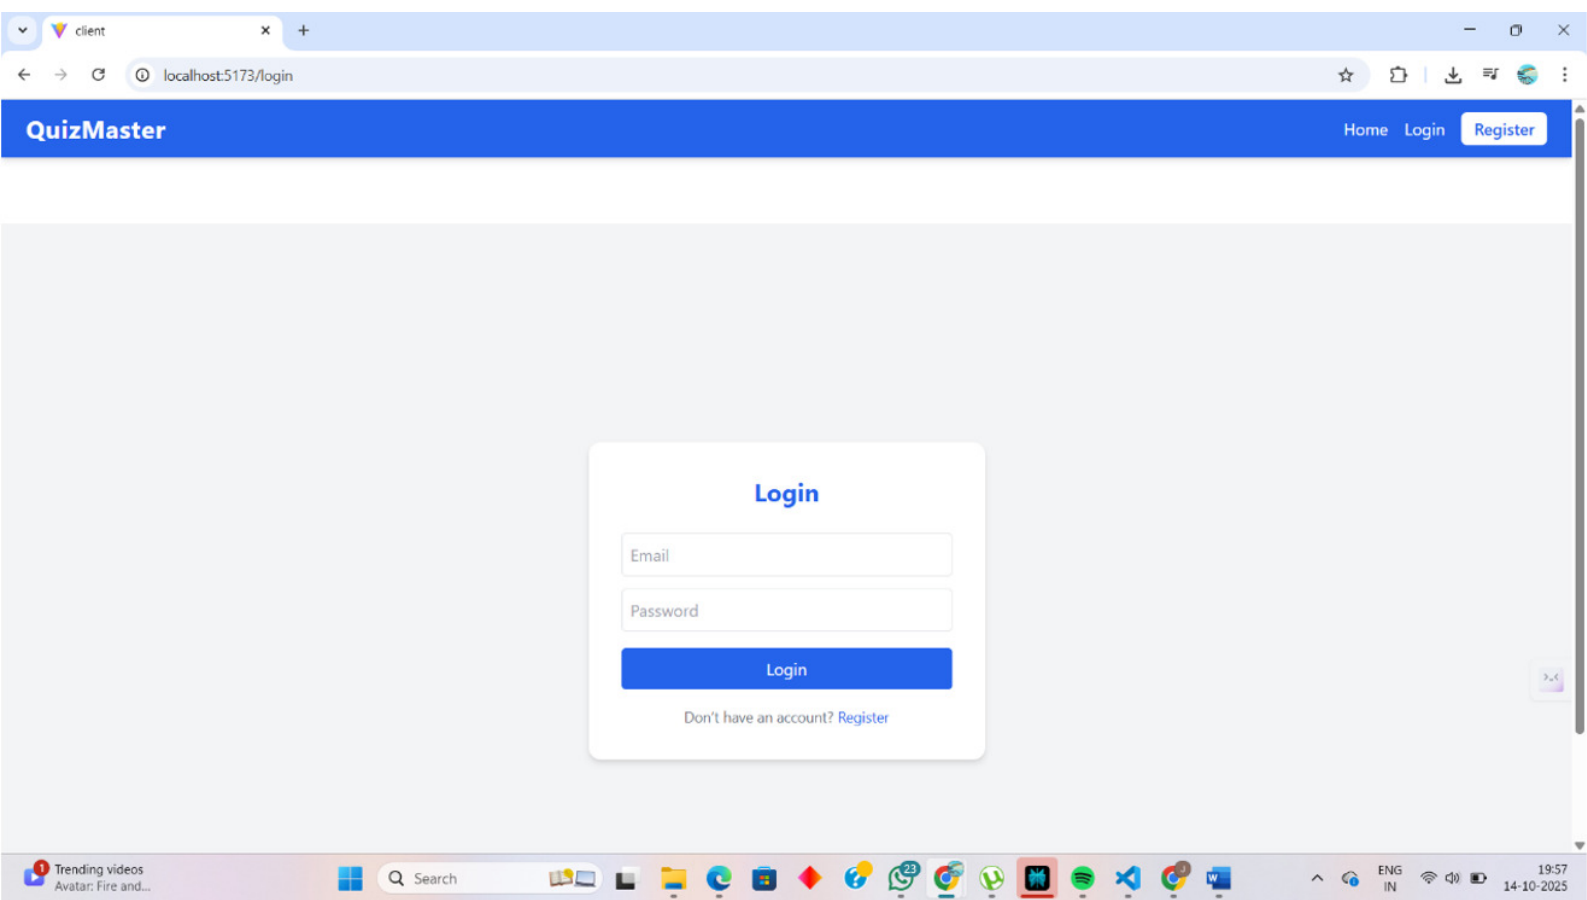 client
localhost:5173/login
QuizMaster
Home Login Register
Login
Email
Password
Login
Don't have an account? Register
1
Trending videos
Avatar: Fire and...
Search
23
ENG
IN
19:57
14-10-2025